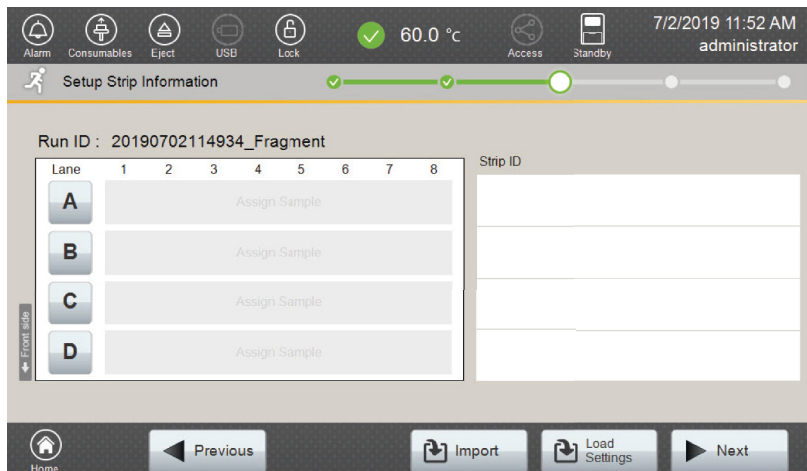 7/2/2019 11:52 AM
60.0 °c
administrator
Alarm Consumables Eject USB Lock Access Standby
Setup Strip Information
Run ID : 20190702114934_Fragment
Lane 1 2 3 4 5 6 7 8 Strip ID
A Assign Sample
B Assign Sample
C Assign Sample
D Assign Sample
Front side
Previous Import Load Settings Next
Home